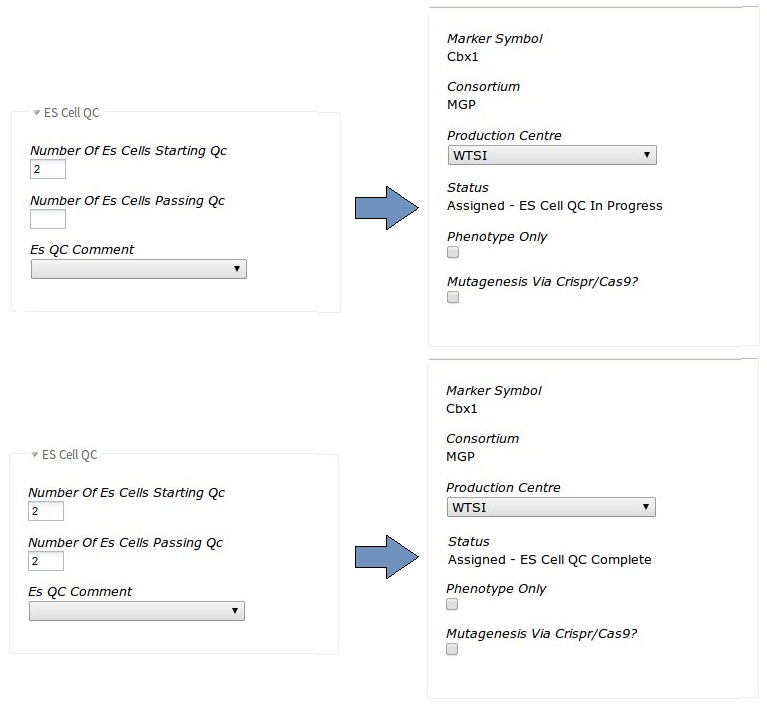 ES Cell QC
Number Of Es Cells Starting Qc
2
Number Of Es Cells Passing Qc
Es QC Comment
Marker Symbol
Cbx1
Consortium
MGP
Production Centre
WTSI
Status
Assigned - ES Cell QC In Progress
Phenotype Only
Mutagenesis Via Crispr/Cas9?
ES Cell QC
Number Of Es Cells Starting Qc
2
Number Of Es Cells Passing Qc
2
Es QC Comment
Marker Symbol
Cbx1
Consortium
MGP
Production Centre
WTSI
Status
Assigned - ES Cell QC Complete
Phenotype Only
Mutagenesis Via Crispr/Cas9?